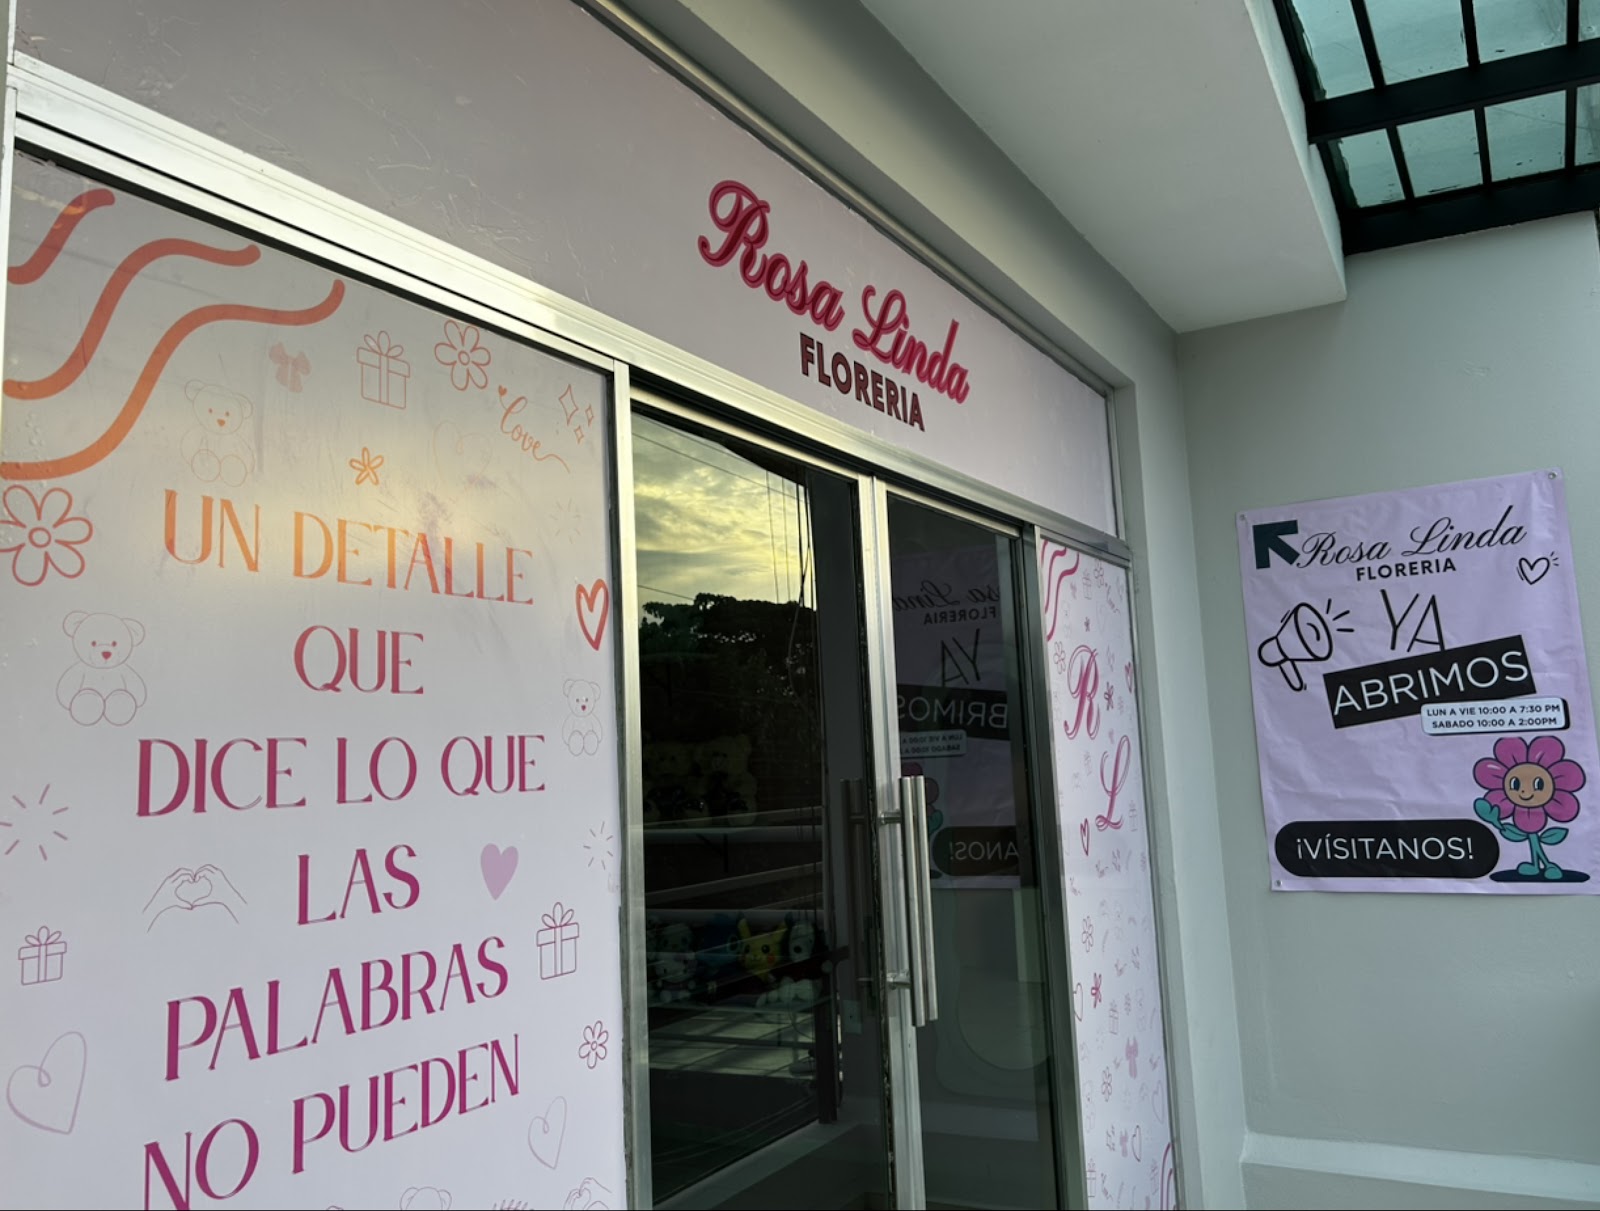 Rosa Linda
FLORERIA
love
UN DETALLE
QUE
DICE LO QUE
LAS
PALABRAS
NO PUEDEN
R
L
Rosa Linda
FLORERIA
YA
ABRIMOS
LUN A VIE 10:00 A 7:30 PM
SABADO 10:00 A 2:00PM
¡VÍSITANOS!